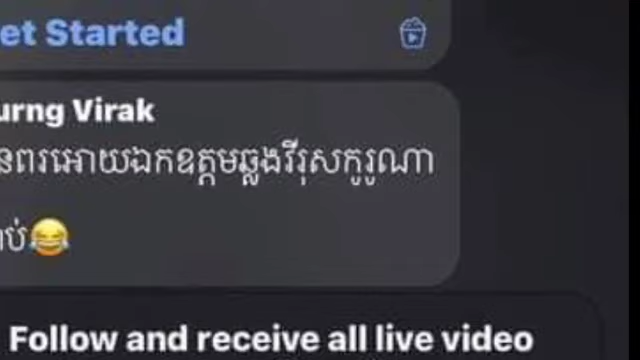 et Started
urng Virak
នពរអោយឯកឧត្តមឆ្លងវីរុសកូរូណា
ប់😂
Follow and receive all live video